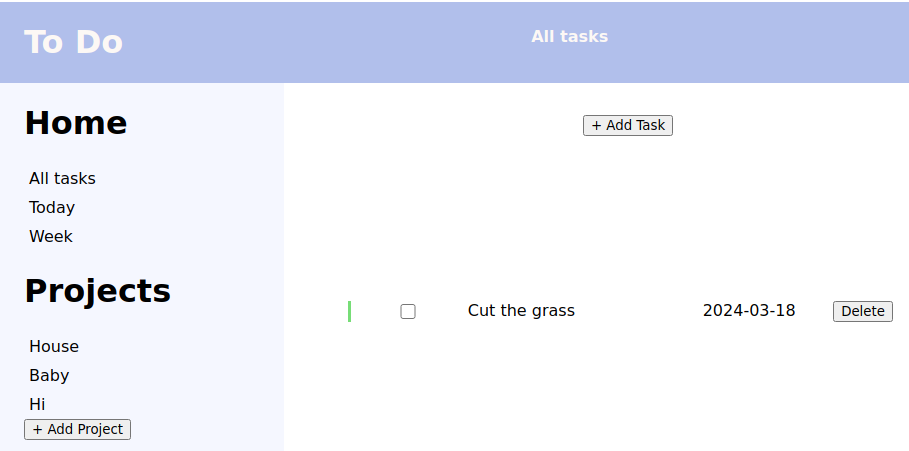 To Do
All tasks
Home
All tasks
Today
Week
Projects
House
Baby
Hi
+ Add Project
+ Add Task
Cut the grass 2024-03-18 Delete